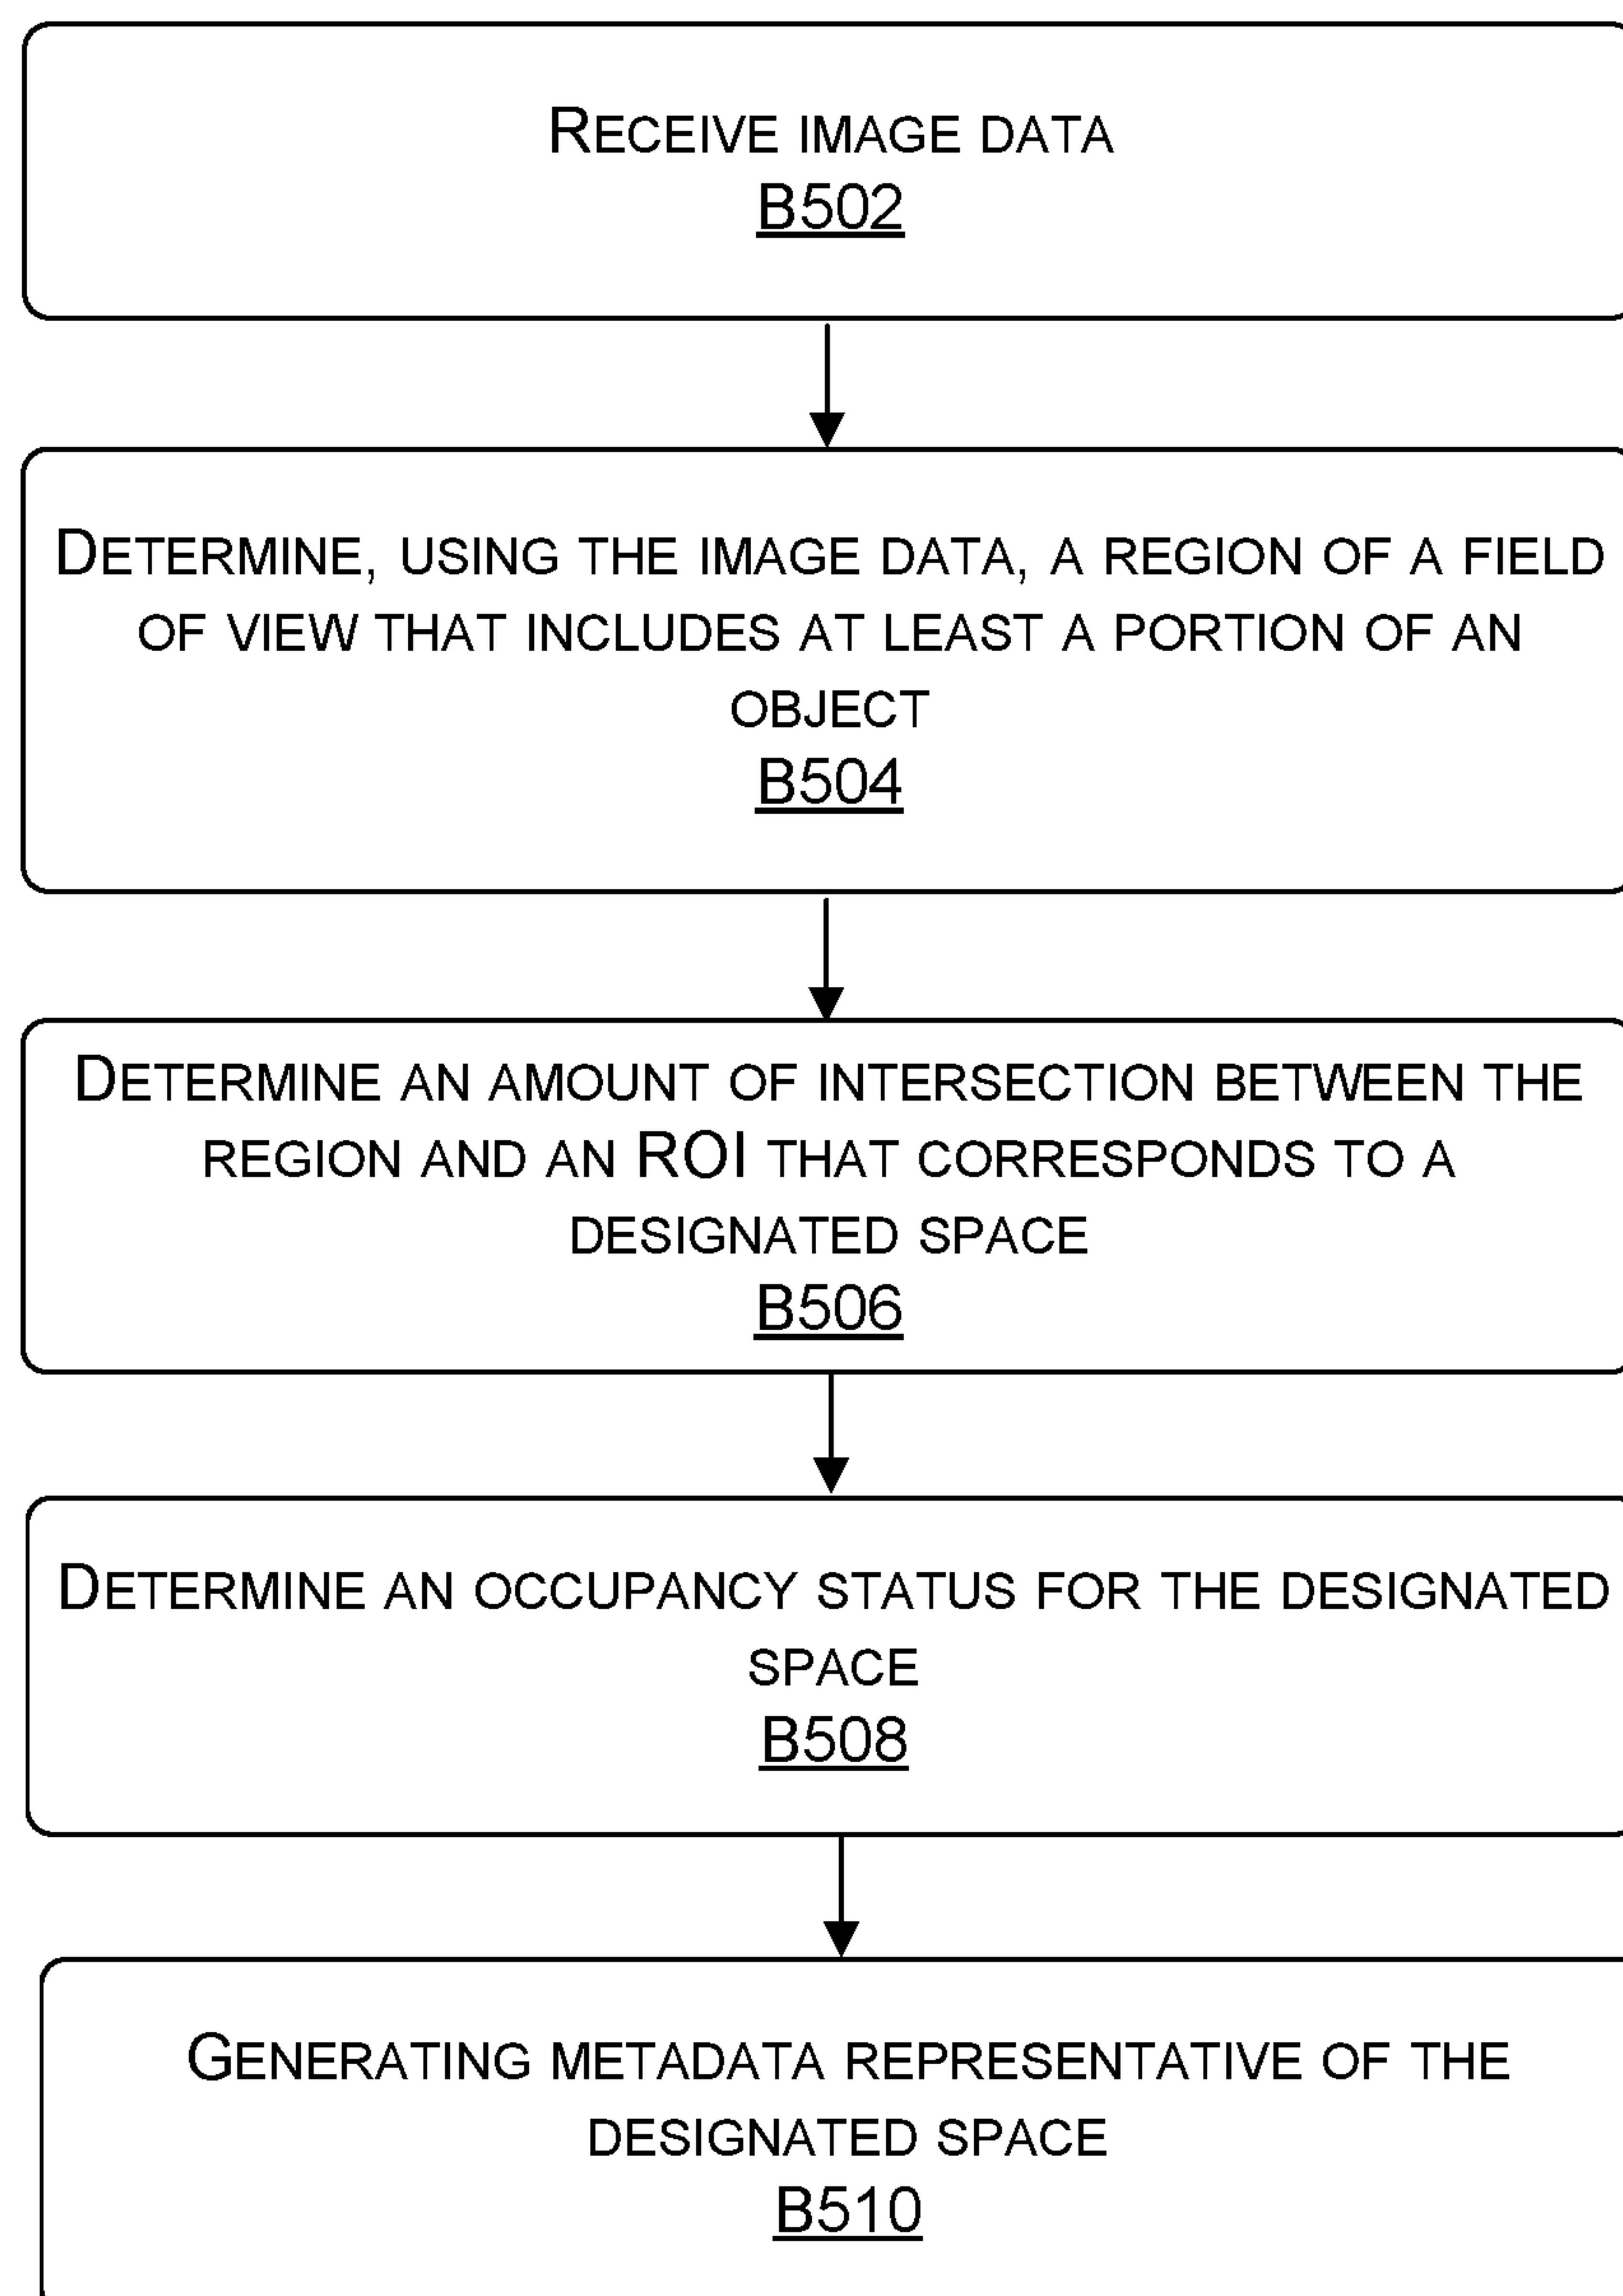 RECEIVE IMAGE DATA
B502
DETERMINE, USING THE IMAGE DATA, A REGION OF A FIELD
OF VIEW THAT INCLUDES AT LEAST A PORTION OF AN
OBJECT
B504
DETERMINE AN AMOUNT OF INTERSECTION BETWEEN THE
REGION AND AN ROI THAT CORRESPONDS TO A
DESIGNATED SPACE
B506
DETERMINE AN OCCUPANCY STATUS FOR THE DESIGNATED
SPACE
B508
GENERATING METADATA REPRESENTATIVE OF THE
DESIGNATED SPACE
B510